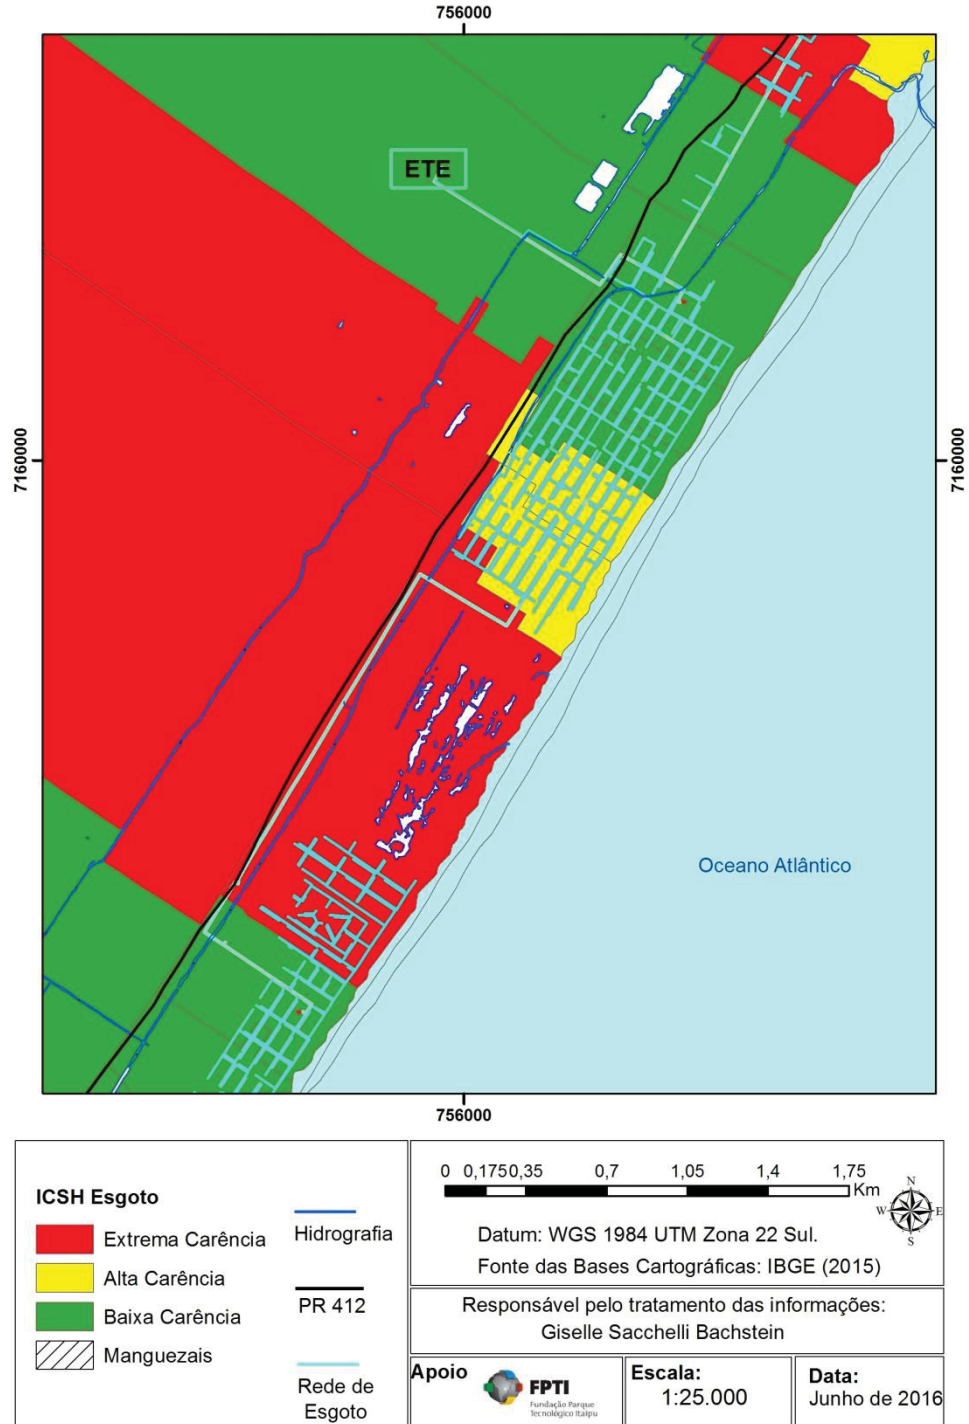 756000
ETE
7160000
7160000
Oceano Atlântico
756000
ICSH Esgoto
Extrema Carência
Alta Carência
Baixa Carência
Manguezais
Hidrografia
PR 412
Rede de
Esgoto
0 0,175 0,35 0,7 1,05 1,4 1,75
Km
N
W E
S
Datum: WGS 1984 UTM Zona 22 Sul.
Fonte das Bases Cartográficas: IBGE (2015)
Responsável pelo tratamento das informações:
Giselle Sacchelli Bachstein
Apoio
FPTI
Fundação Parque
Tecnológico Itaipu
Escala:
1:25.000
Data:
Junho de 2016